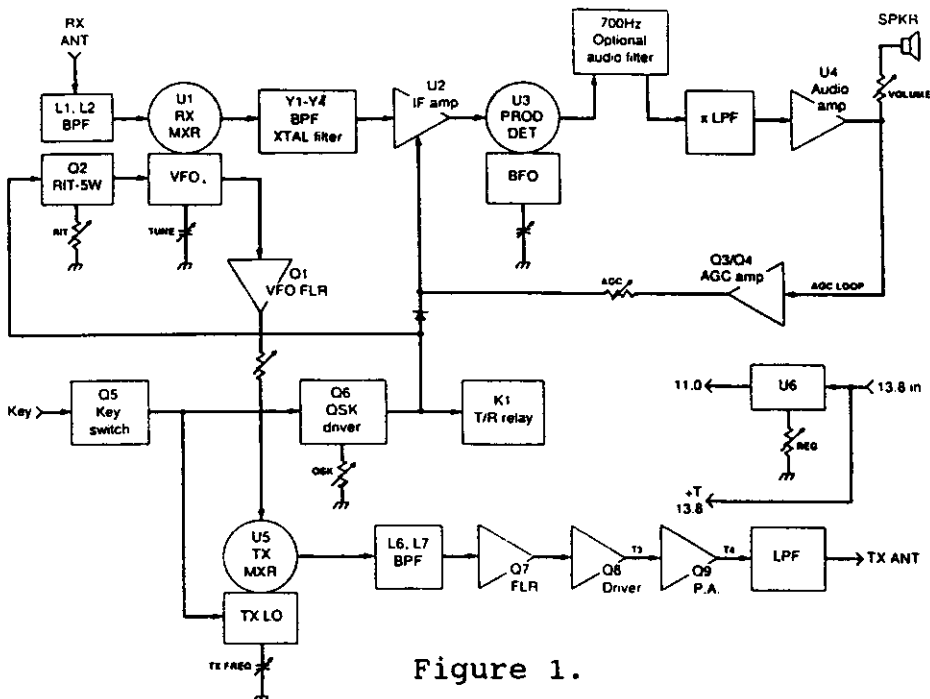 RX
ANT
L1, L2
BPF
U1
RX
MXR
Y1-Y4
BPF
XTAL filter
U2
IF amp
U3
PROD
DET
700Hz
Optional
audio filter
x LPF
U4
Audio
amp
SPKR
VOLUME
Q2
RIT-SW
RIT
VFO
TUNE
BFO
Q1
VFO FLR
AGC
Q3/Q4
AGC amp
AGC LOOP
Key
Q5
Key
switch
Q6
QSK
driver
QSK
K1
T/R relay
11.0
U6
13.8 in
REG
+T
13.8
U5
TX
MXR
TX LO
TX FREQ
L6, L7
BPF
Q7
FLR
Q8
Driver
T3
Q9
P.A.
T4
LPF
TX ANT
Figure 1.